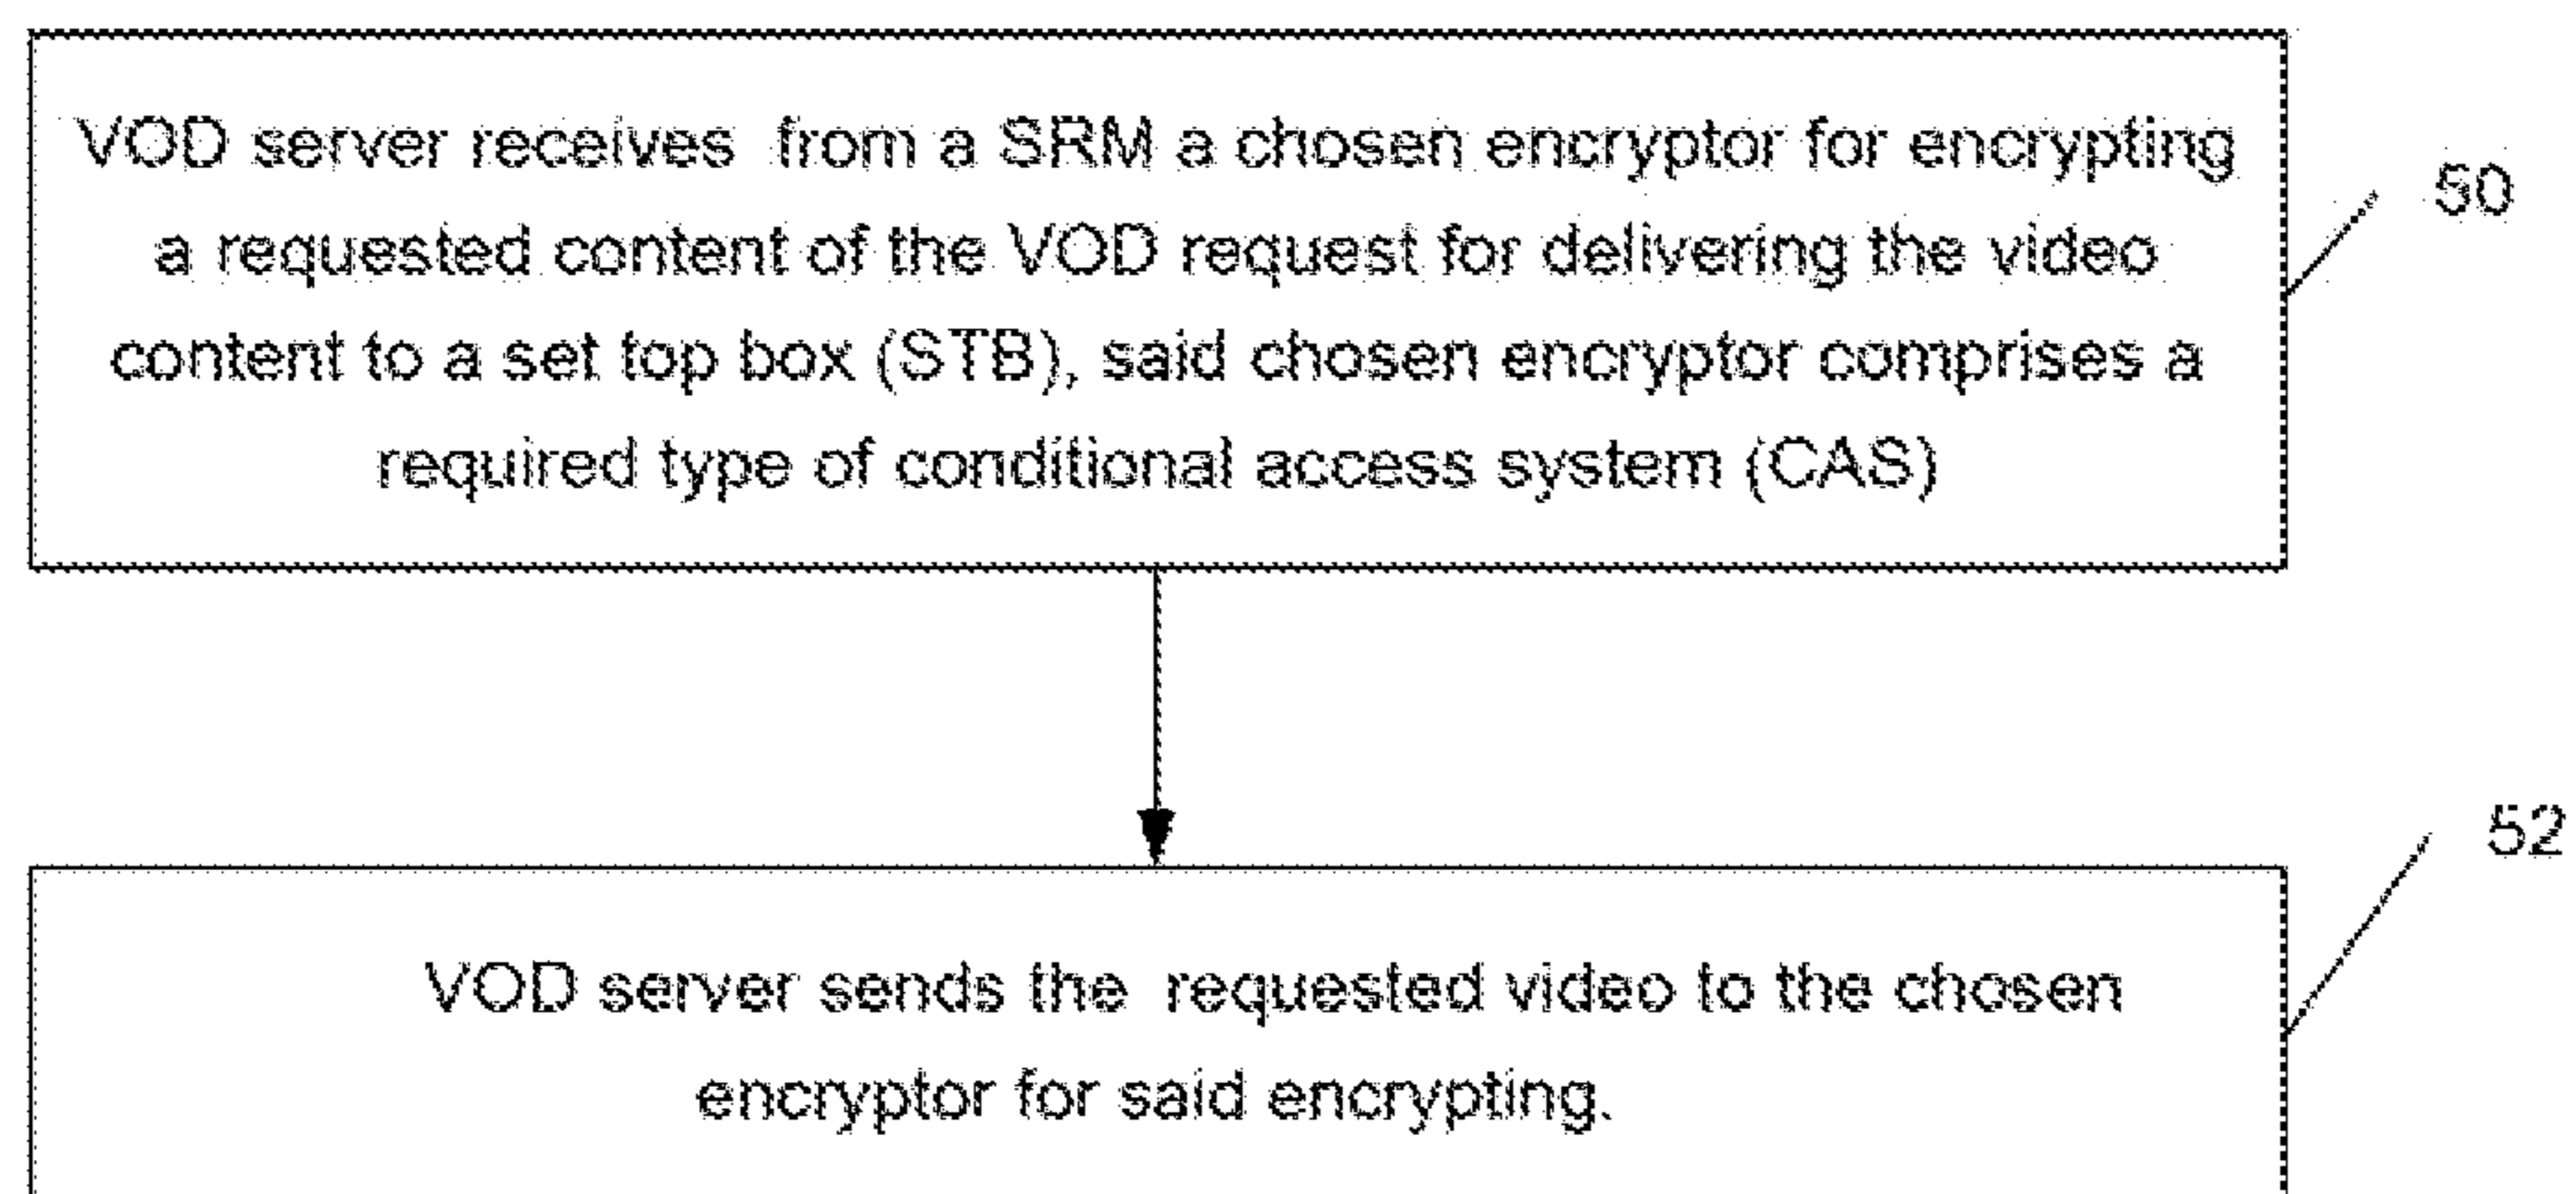 VOD server receives from a SRM a chosen encryptor for encrypting
a requested content of the VOD request for delivering the video
content to a set top box (STB), said chosen encryptor comprises a
required type of conditional access system (CAS)
50
52
VOD server sends the requested video to the chosen
encryptor for said encrypting.